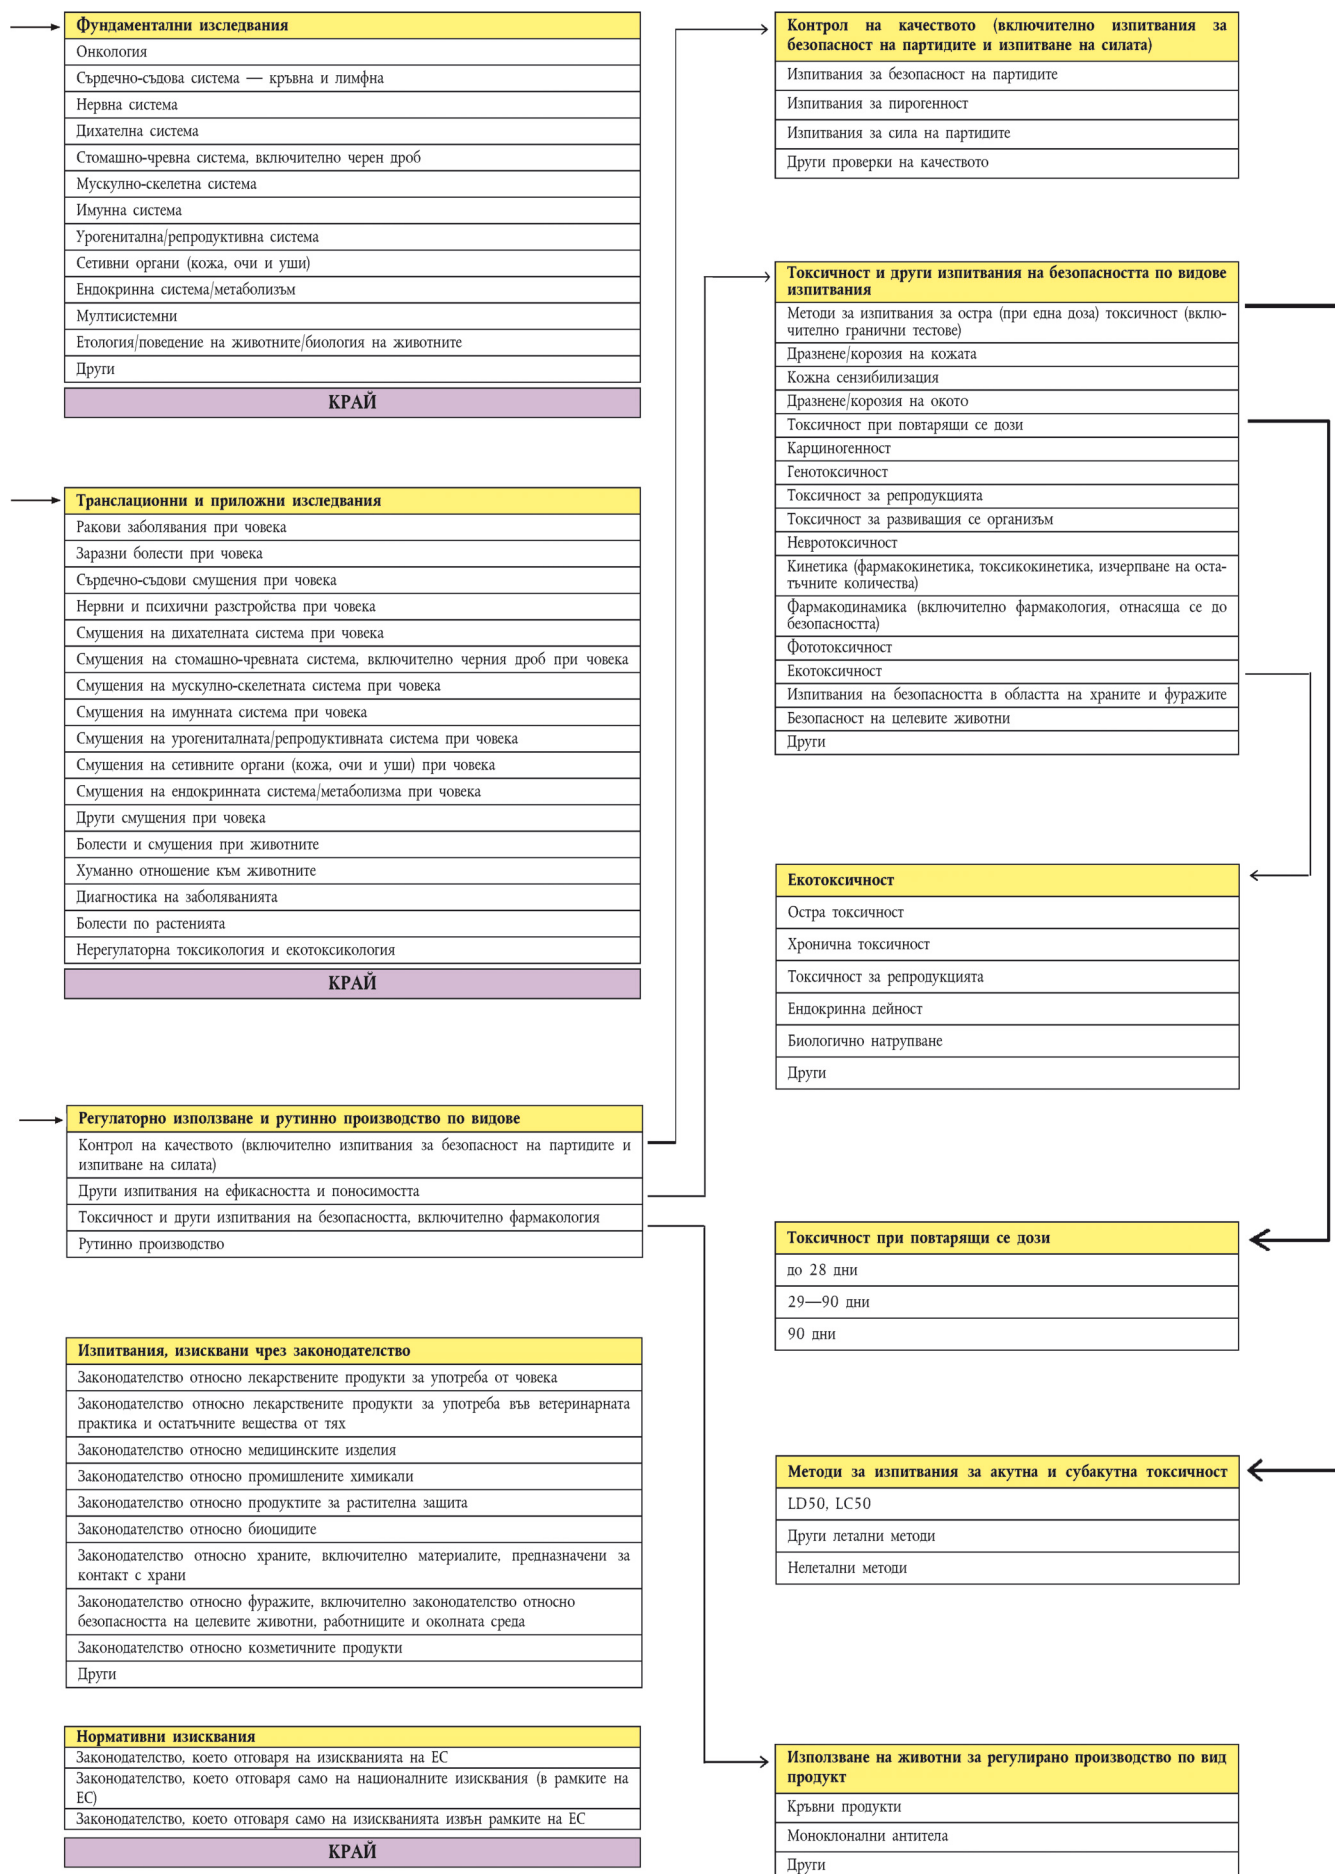 Фундаментални изследвания
Онкология
Сърдечно-съдова система — кръвна и лимфна
Нервна система
Дихателна система
Стомашно-чревна система, включително черен дроб
Мускулно-скелетна система
Имунна система
Урогенитална/репродуктивна система
Сетивни органи (кожа, очи и уши)
Ендокринна система/метаболизъм
Мултисистемни
Етология/поведение на животните/биология на животните
Други
КРАЙ
Транслационни и приложни изследвания
Ракови заболявания при човека
Заразни болести при човека
Сърдечно-съдови смущения при човека
Нервни и психични разстройства при човека
Смущения на дихателната система при човека
Смущения на стомашно-чревната система, включително черния дроб при човека
Смущения на мускулно-скелетната система при човека
Смущения на имунната система при човека
Смущения на урогениталната/репродуктивната система при човека
Смущения на сетивните органи (кожа, очи и уши) при човека
Смущения на ендокринната система/метаболизма при човека
Други смущения при човека
Болести и смущения при животните
Хуманно отношение към животните
Диагностика на заболяванията
Болести по растенията
Нерегулаторна токсикология и екотоксикология
КРАЙ
Регулаторно използване и рутинно производство по видове
Контрол на качеството (включително изпитвания за безопасност на партидите и
изпитване на силата)
Други изпитвания на ефикасността и поносимостта
Токсичност и други изпитвания на безопасността, включително фармакология
Рутинно производство
Изпитвания, изисквани чрез законодателство
Законодателство относно лекарствените продукти за употреба от човека
Законодателство относно лекарствените продукти за употреба във ветеринарната
практика и остатъчните вещества от тях
Законодателство относно медицинските изделия
Законодателство относно промишлените химикали
Законодателство относно продуктите за растителна защита
Законодателство относно биоцидите
Законодателство относно храните, включително материалите, предназначени за
контакт с храни
Законодателство относно фуражите, включително законодателство относно
безопасността на целевите животни, работниците и околната среда
Законодателство относно козметичните продукти
Други
Нормативни изисквания
Законодателство, което отговаря на изискванията на ЕС
Законодателство, което отговаря само на националните изисквания (в рамките на
ЕС)
Законодателство, което отговаря само на изискванията извън рамките на ЕС
КРАЙ
Контрол на качеството (включително изпитвания за
безопасност на партидите и изпитване на силата)
Изпитвания за безопасност на партидите
Изпитвания за пирогенност
Изпитвания за сила на партидите
Други проверки на качеството
Токсичност и други изпитвания на безопасността по видове
изпитвания
Методи за изпитвания за остра (при една доза) токсичност (вклю-
чително гранични тестове)
Дразнене/корозия на кожата
Кожна сензибилизация
Дразнене/корозия на окото
Токсичност при повтарящи се дози
Карциногенност
Генотоксичност
Токсичност за репродукцията
Токсичност за развиващия се организъм
Невротоксичност
Кинетика (фармакокинетика, токсикокинетика, изчерпване на оста-
тъчните количества)
Фармакодинамика (включително фармакология, отнасяща се до
безопасността)
Фототоксичност
Екотоксичност
Изпитвания на безопасността в областта на храните и фуражите
Безопасност на целевите животни
Други
Екотоксичност
Остра токсичност
Хронична токсичност
Токсичност за репродукцията
Ендокринна дейност
Биологично натрупване
Други
Токсичност при повтарящи се дози
до 28 дни
29—90 дни
90 дни
Методи за изпитвания за акутна и субакутна токсичност
LD50, LC50
Други летални методи
Нелетални методи
Използване на животни за регулирано производство по вид
продукт
Кръвни продукти
Моноклонални антитела
Други